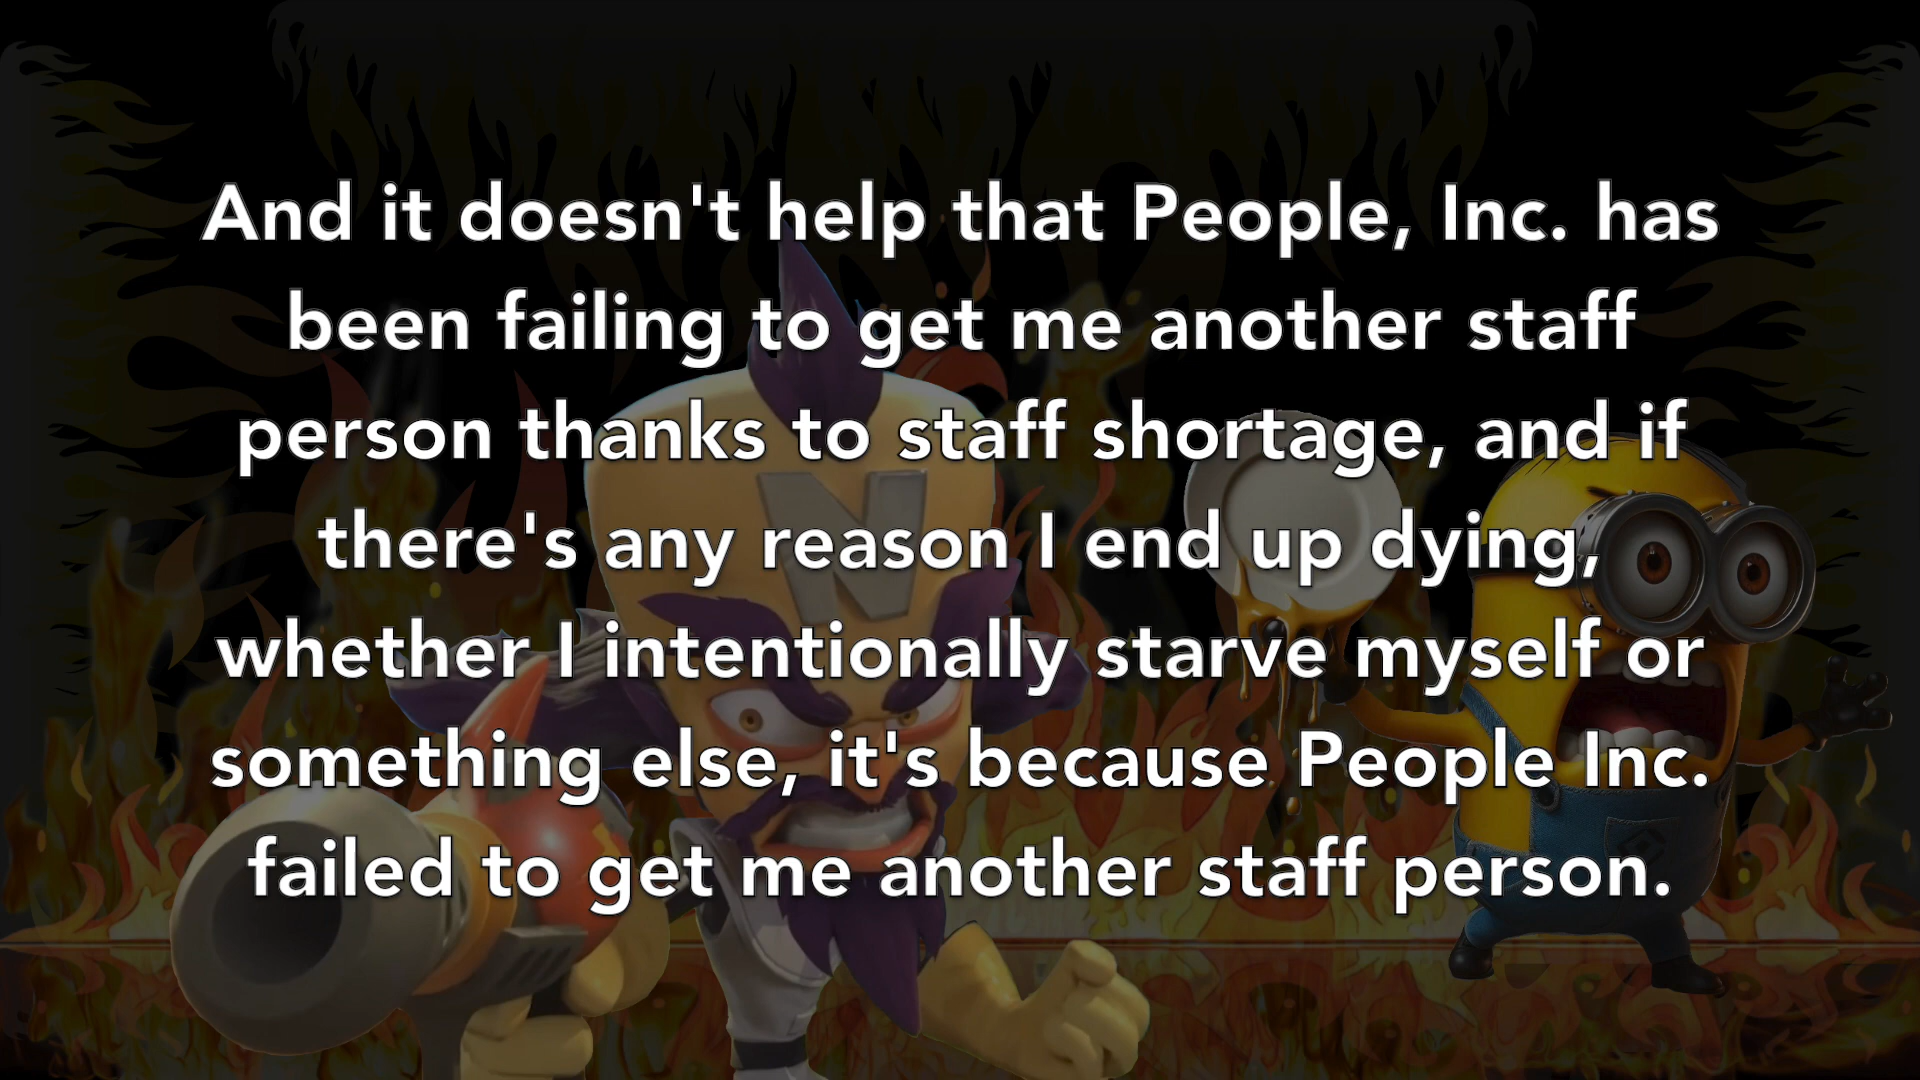 And it doesn't help that People, Inc. has
been failing to get me another staff
person thanks to staff shortage, and if
there's any reason I end up dying,
whether I intentionally starve myself or
something else, it's because People Inc.
failed to get me another staff person.
N